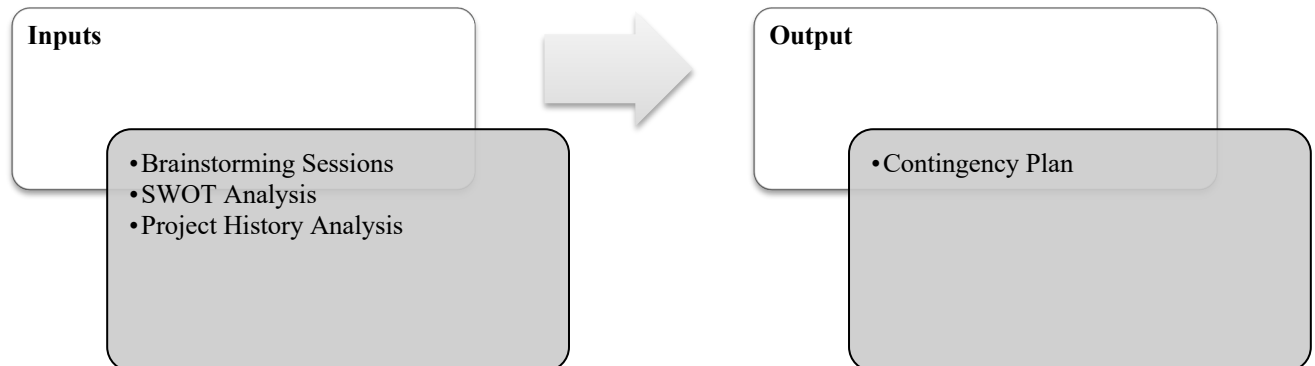 Inputs
•Brainstorming Sessions
•SWOT Analysis
•Project History Analysis
Output
•Contingency Plan